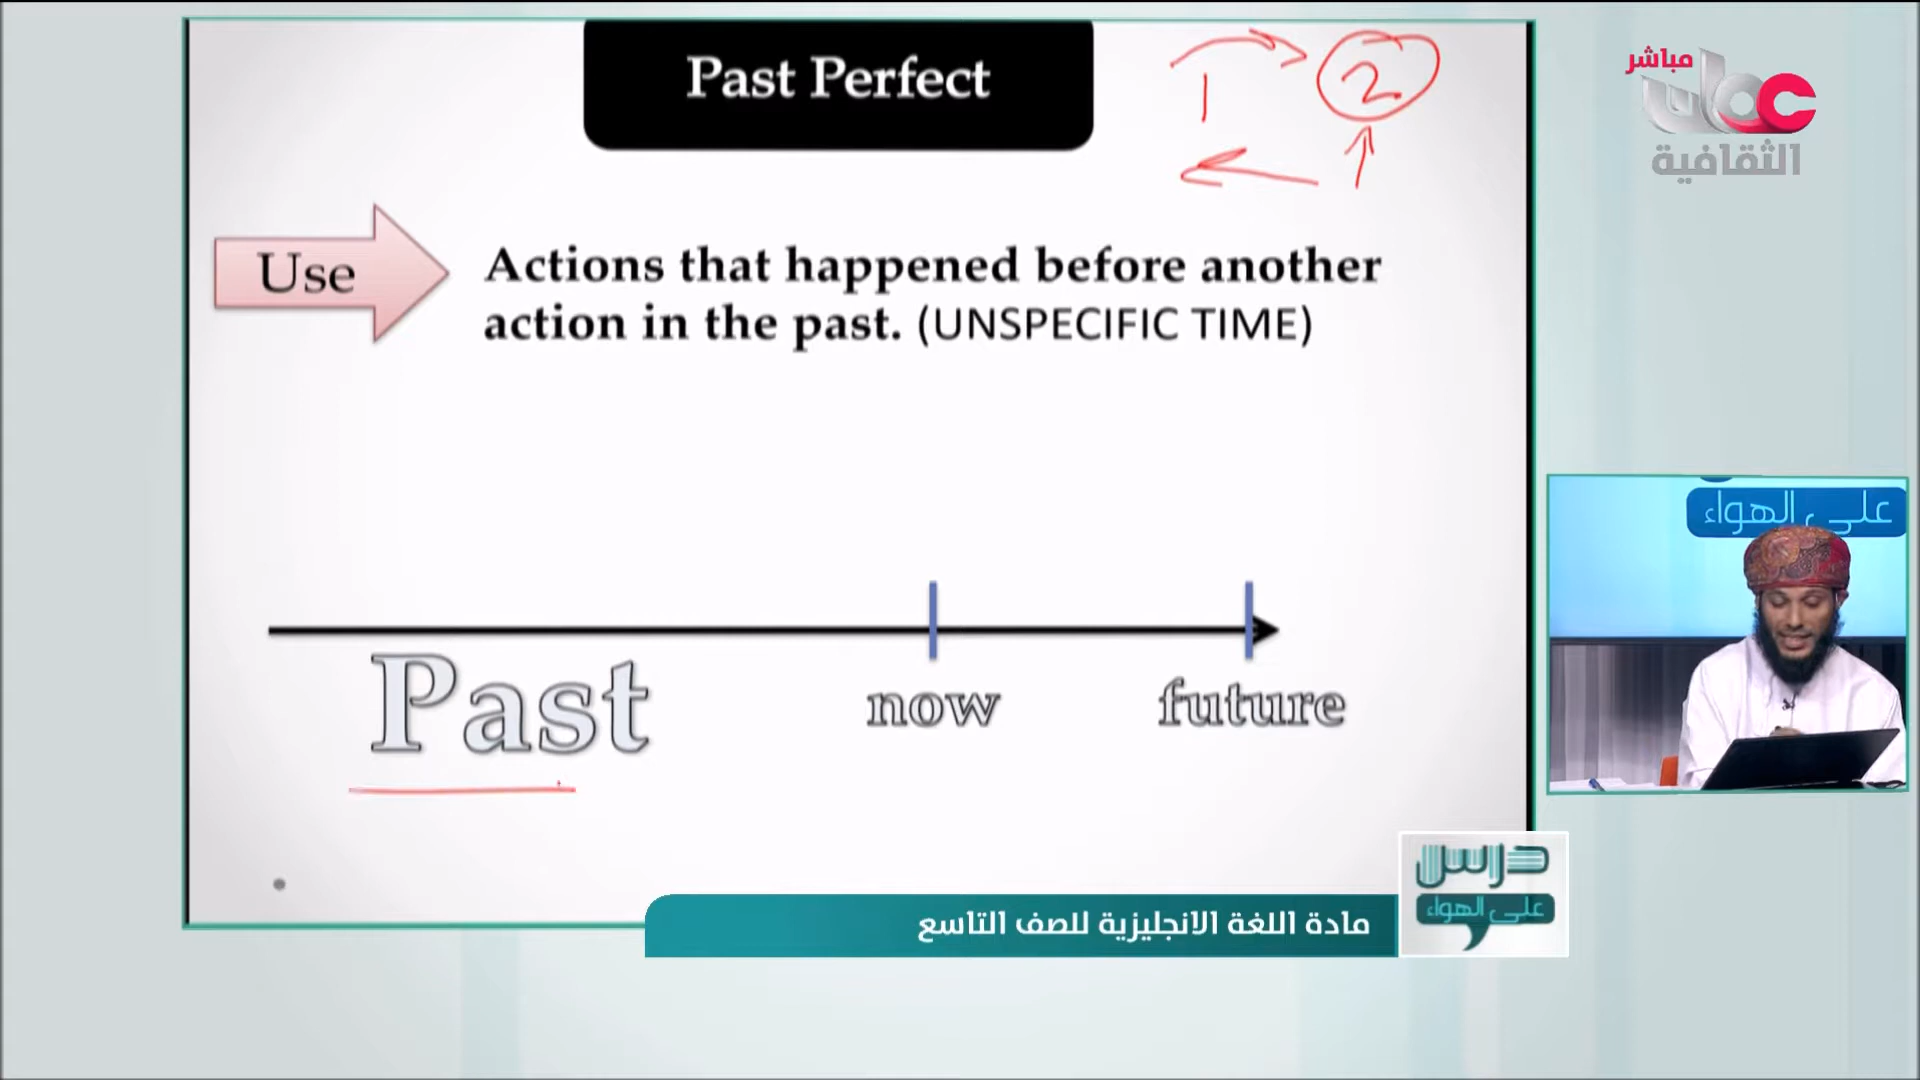 Past Perfect
1 2
مباشر
عمان
الثقافية
Use
Actions that happened before another
action in the past. (UNSPECIFIC TIME)
على الهواء
Past
now
future
درس
على الهواء
مادة اللغة الانجليزية للصف التاسع